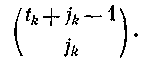 \binom{t_k + j_k - 1}{j_k}.